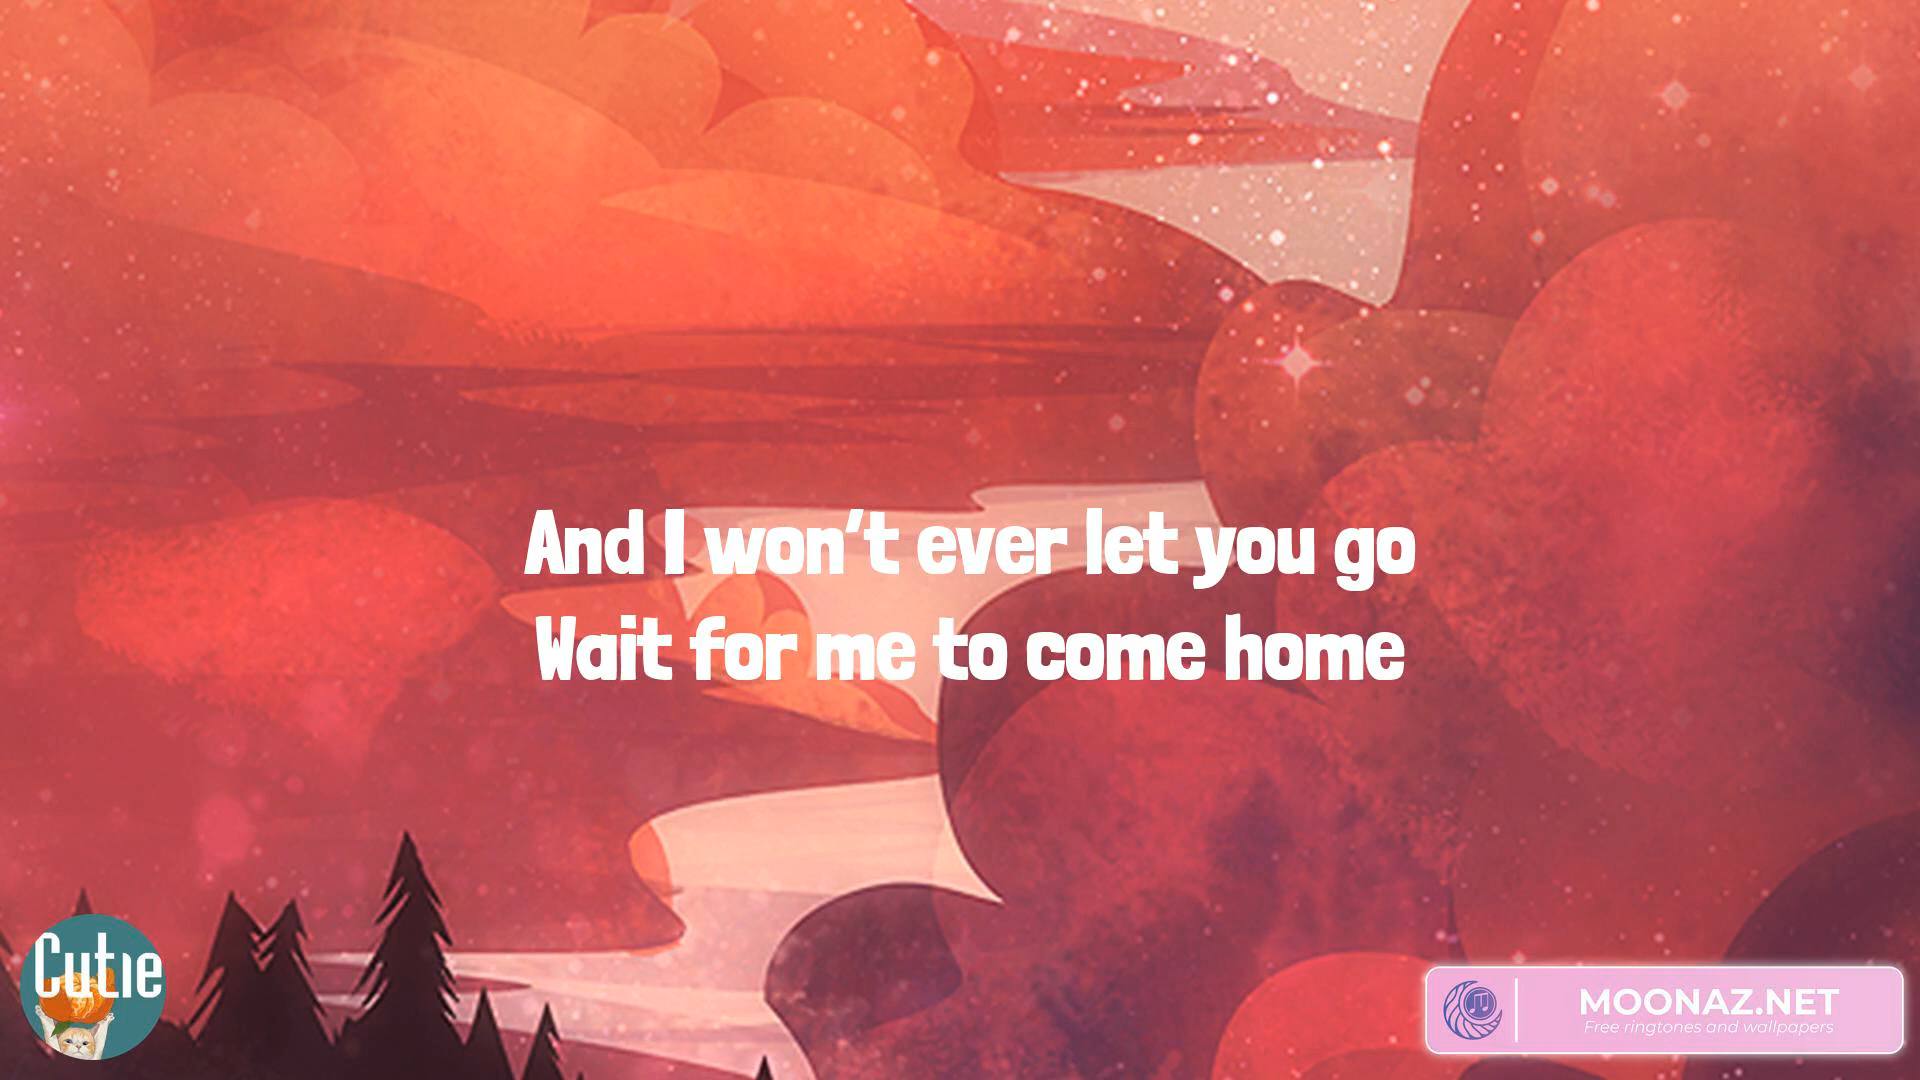 And I won't ever let you go
Wait for me to come home
Cutie
MOONAZ.NET
Free ringtones and wallpapers